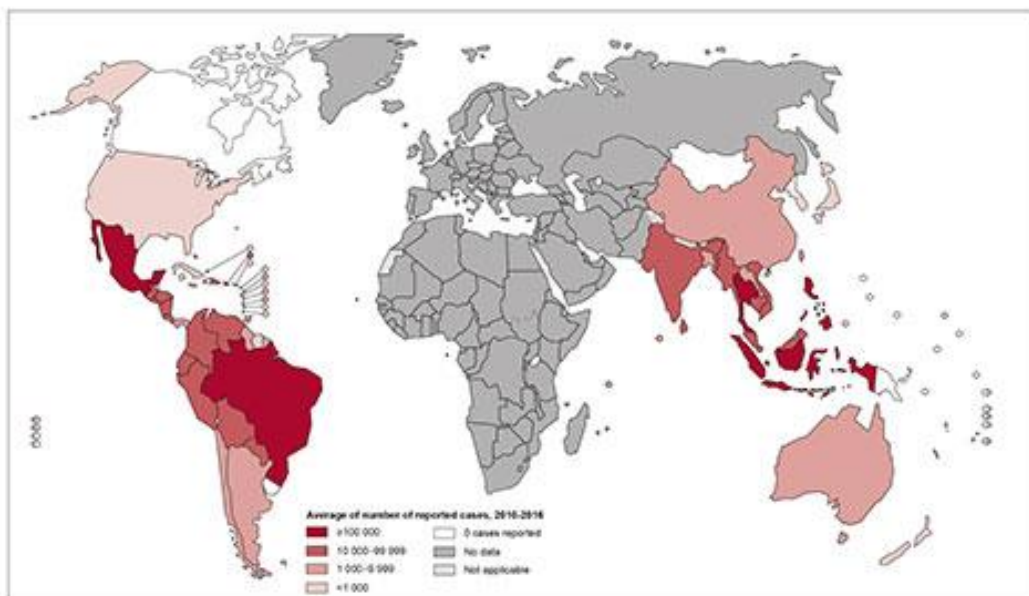 Average of number of reported cases, 2010-2016
≥100 000
10 000–99 999
1 000–9 999
<1 000
0 cases reported
No data
Not applicable